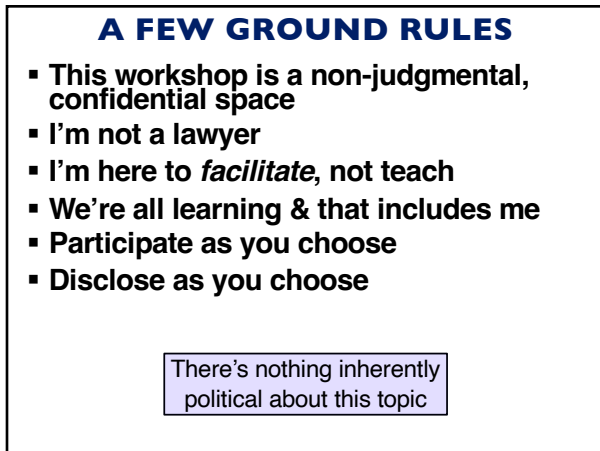 A FEW GROUND RULES
▪ This workshop is a non-judgmental,
confidential space
▪ I’m not a lawyer
▪ I’m here to facilitate, not teach
▪ We’re all learning & that includes me
▪ Participate as you choose
▪ Disclose as you choose
There’s nothing inherently
political about this topic